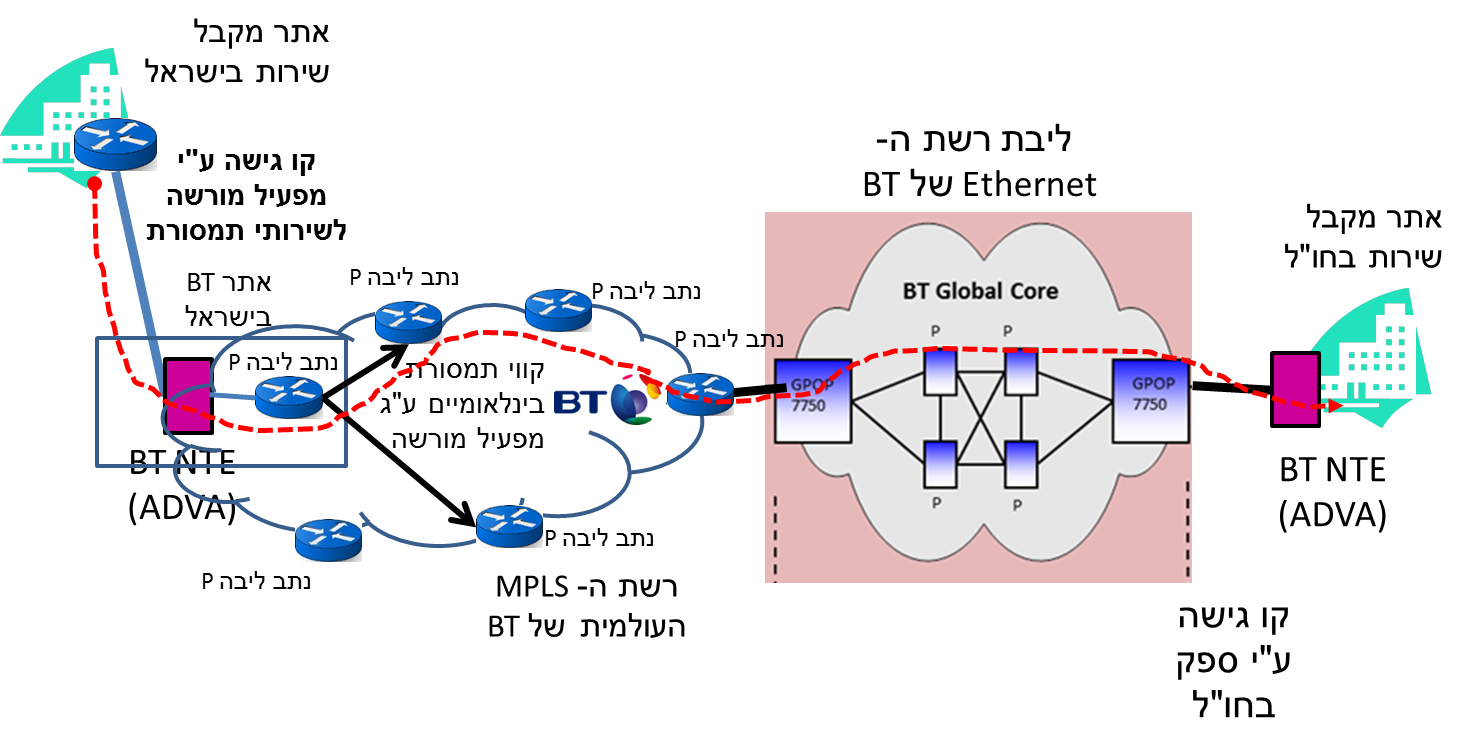 אתר מקבל
שירות בישראל
קו גישה ע"י
מפעיל מורשה
לשירותי תמסורת
אתר BT
בישראל
נתב ליבה P
BT NTE
(ADVA)
נתב ליבה P
נתב ליבה P
נתב ליבה P
קווי תמסורת
בינלאומיים ע"ג
מפעיל מורשה
BT
נתב ליבה P
נתב ליבה P
רשת ה- MPLS
העולמית של BT
ליבת רשת ה-
Ethernet של BT
BT Global Core
P
P
GPOP
7750
GPOP
7750
P
P
אתר מקבל
שירות בחו"ל
BT NTE
(ADVA)
קו גישה
ע"י ספק
בחו"ל